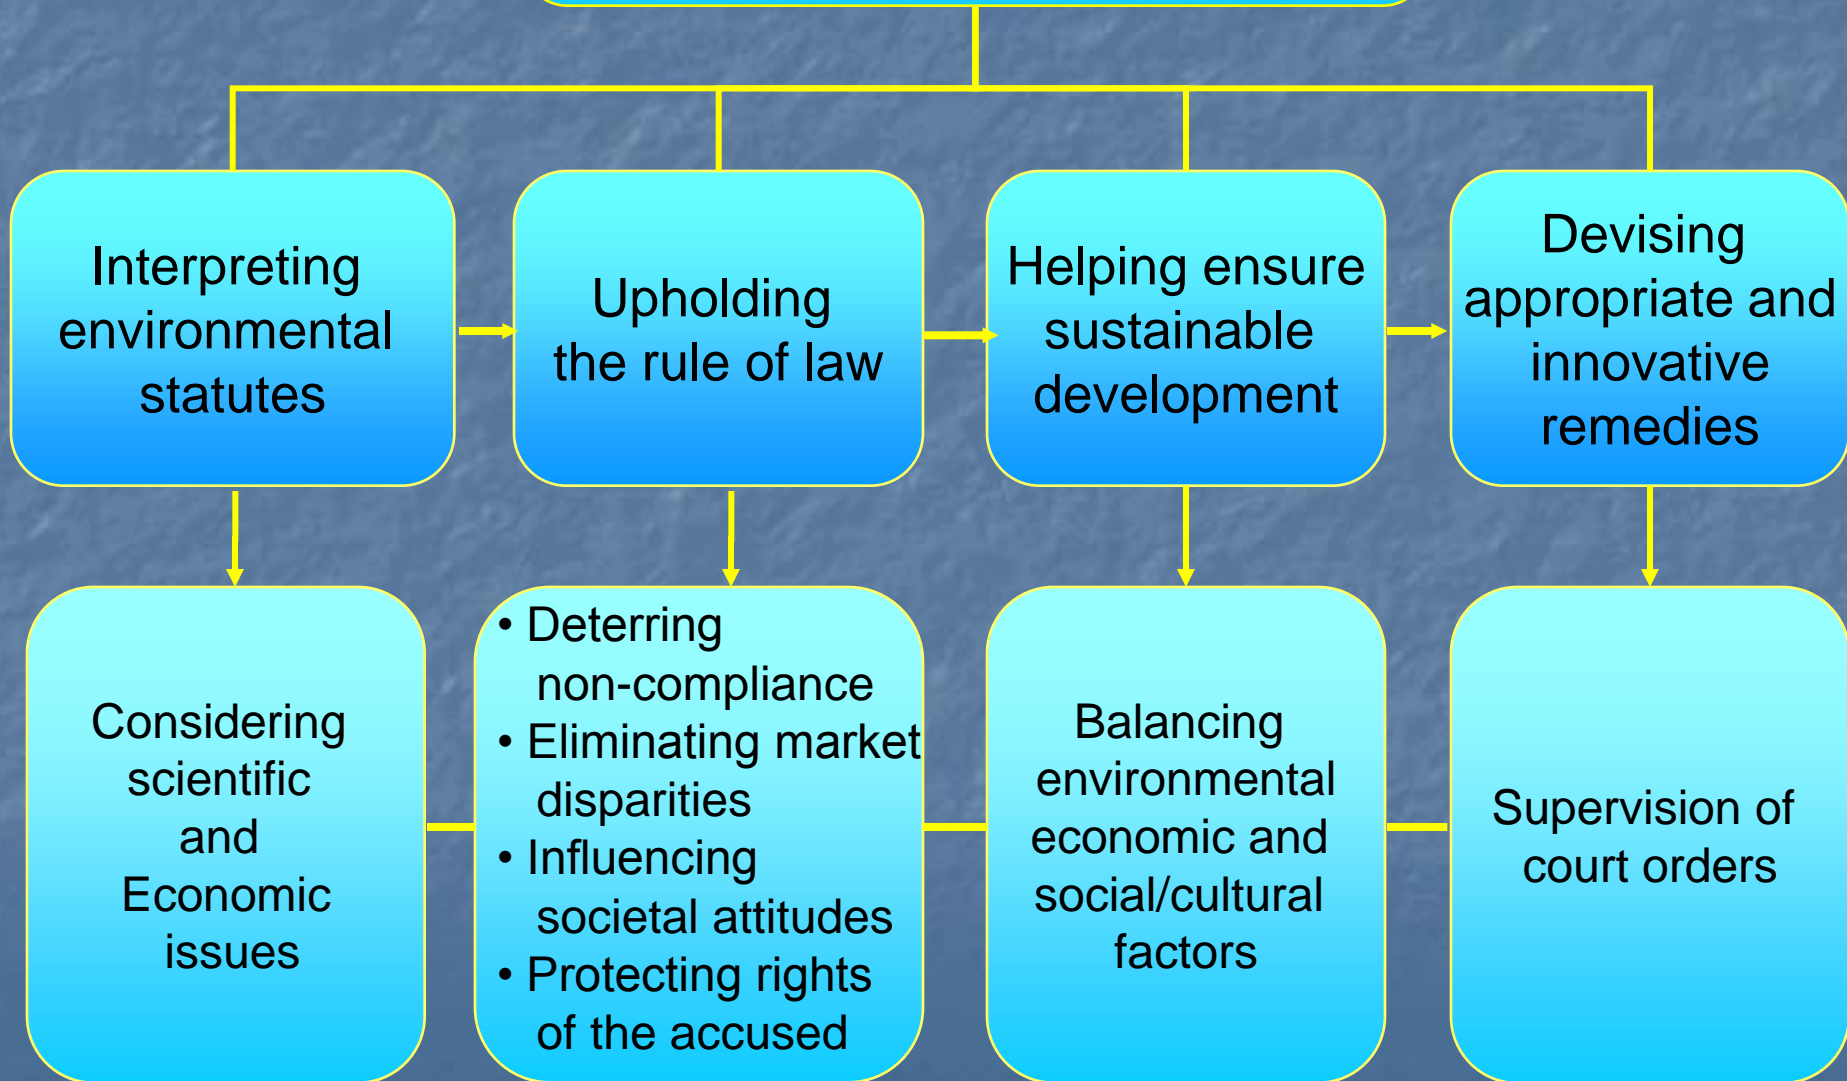 Interpreting
environmental
statutes
Upholding
the rule of law
Helping ensure
sustainable
development
Devising
appropriate and
innovative
remedies
Considering
scientific
and
Economic
issues
• Deterring
non-compliance
• Eliminating market
disparities
• Influencing
societal attitudes
• Protecting rights
of the accused
Balancing
environmental
economic and
social/cultural
factors
Supervision of
court orders